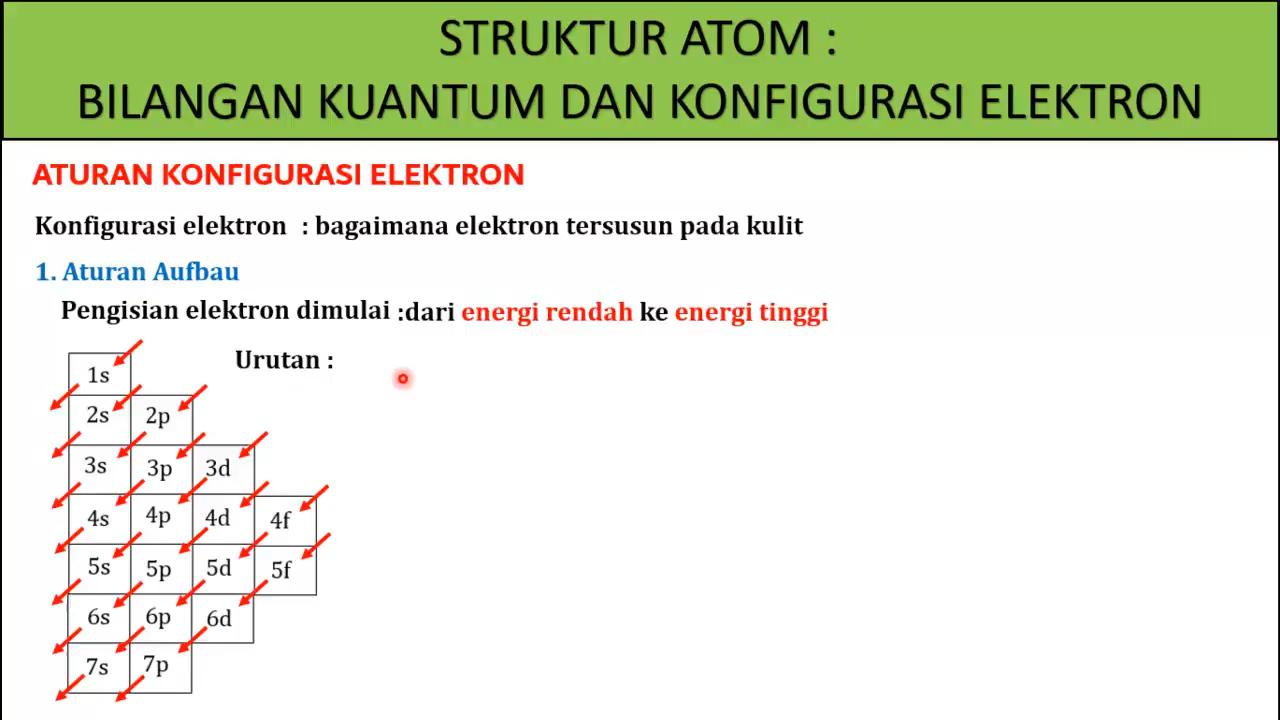 STRUKTUR ATOM :
BILANGAN KUANTUM DAN KONFIGURASI ELEKTRON
ATURAN KONFIGURASI ELEKTRON
Konfigurasi elektron : bagaimana elektron tersusun pada kulit
1. Aturan Aufbau
Pengisian elektron dimulai :dari energi rendah ke energi tinggi
Urutan :
1s
2s 2p
3s 3p 3d
4s 4p 4d 4f
5s 5p 5d 5f
6s 6p 6d
7s 7p